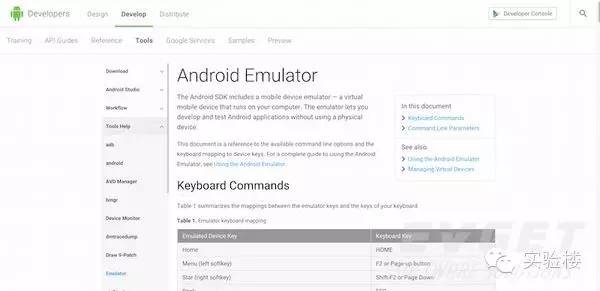 Developers Design Develop Distribute Developer Console
Training API Guides Reference Tools Google Services Samples Preview
Download
Android Studio
Workflow
Tools Help
adb
android
AVD Manager
bmgr
Device Monitor
dmtracedump
Draw 9-Patch
Emulator
Android Emulator
The Android SDK includes a mobile device emulator — a virtual
mobile device that runs on your computer. The emulator lets you
develop and test Android applications without using a physical
device.
This document is a reference to the available command line options and the
keyboard mapping to device keys. For a complete guide to using the Android
Emulator, see Using the Android Emulator.
In this document
Keyboard Commands
Command Line Parameters
See also
Using the Android Emulator
Managing Virtual Devices
Keyboard Commands
Table 1 summarizes the mappings between the emulator keys and the keys of your keyboard.
Table 1. Emulator keyboard mapping
Emulated Device Key Keyboard Key
Home HOME
Menu (left softkey) F2 or Page-up button
Star (right softkey) Shift-F2 or Page Down
EVGET
实验楼